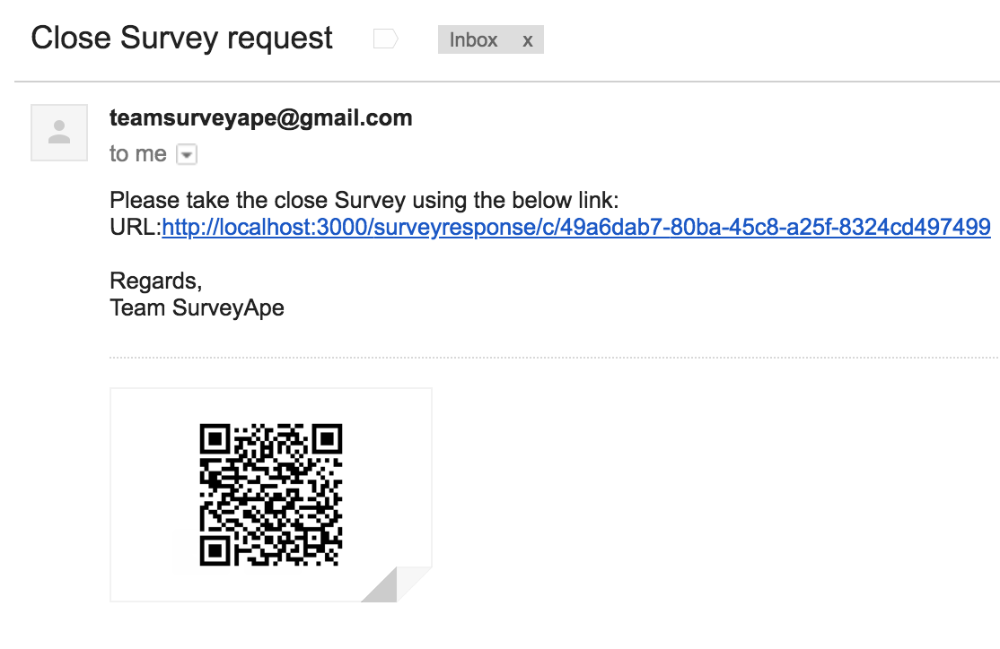 Close Survey request
Inbox x
teamsurveyape@gmail.com
to me
Please take the close Survey using the below link:
URL:http://localhost:3000/surveyresponse/c/49a6dab7-80ba-45c8-a25f-8324cd497499
Regards,
Team SurveyApe